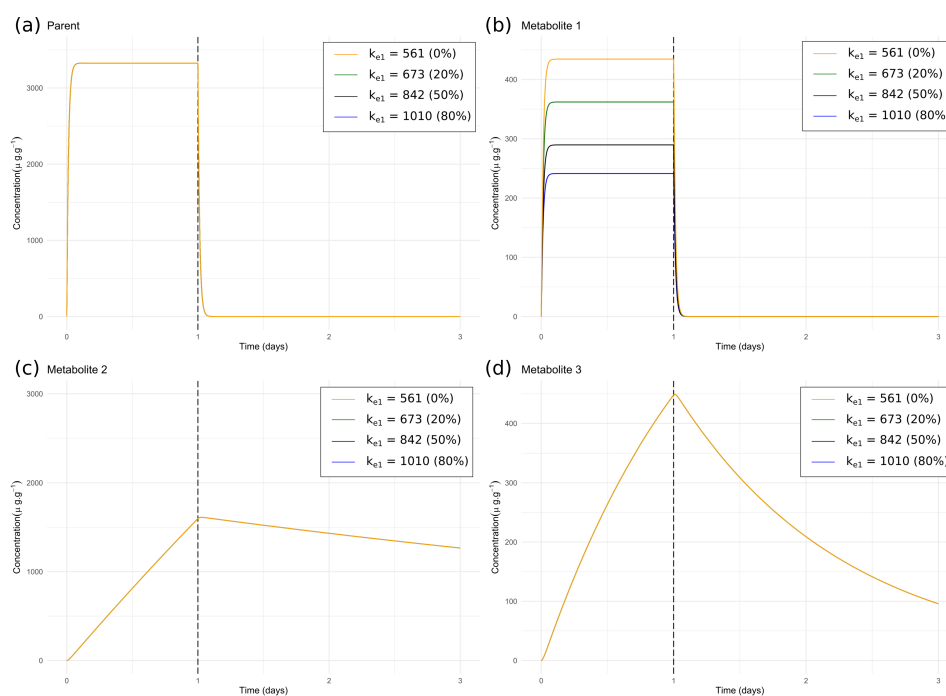 (a) Parent
Concentration(μ g.g⁻¹)
3000
2000
1000
0
0 1 2 3
Time (days)
kₑ₁ = 561 (0%)
kₑ₁ = 673 (20%)
kₑ₁ = 842 (50%)
kₑ₁ = 1010 (80%)
(b) Metabolite 1
Concentration(μ g.g⁻¹)
400
300
200
100
0
0 1 2 3
Time (days)
kₑ₁ = 561 (0%)
kₑ₁ = 673 (20%)
kₑ₁ = 842 (50%)
kₑ₁ = 1010 (80%
(c) Metabolite 2
Concentration(μ g.g⁻¹)
3000
2000
1000
0
0 1 2 3
Time (days)
kₑ₁ = 561 (0%)
kₑ₁ = 673 (20%)
kₑ₁ = 842 (50%)
kₑ₁ = 1010 (80%)
(d) Metabolite 3
Concentration(μ g.g⁻¹)
400
300
200
100
0
0 1 2 3
Time (days)
kₑ₁ = 561 (0%)
kₑ₁ = 673 (20%)
kₑ₁ = 842 (50%)
kₑ₁ = 1010 (80%)